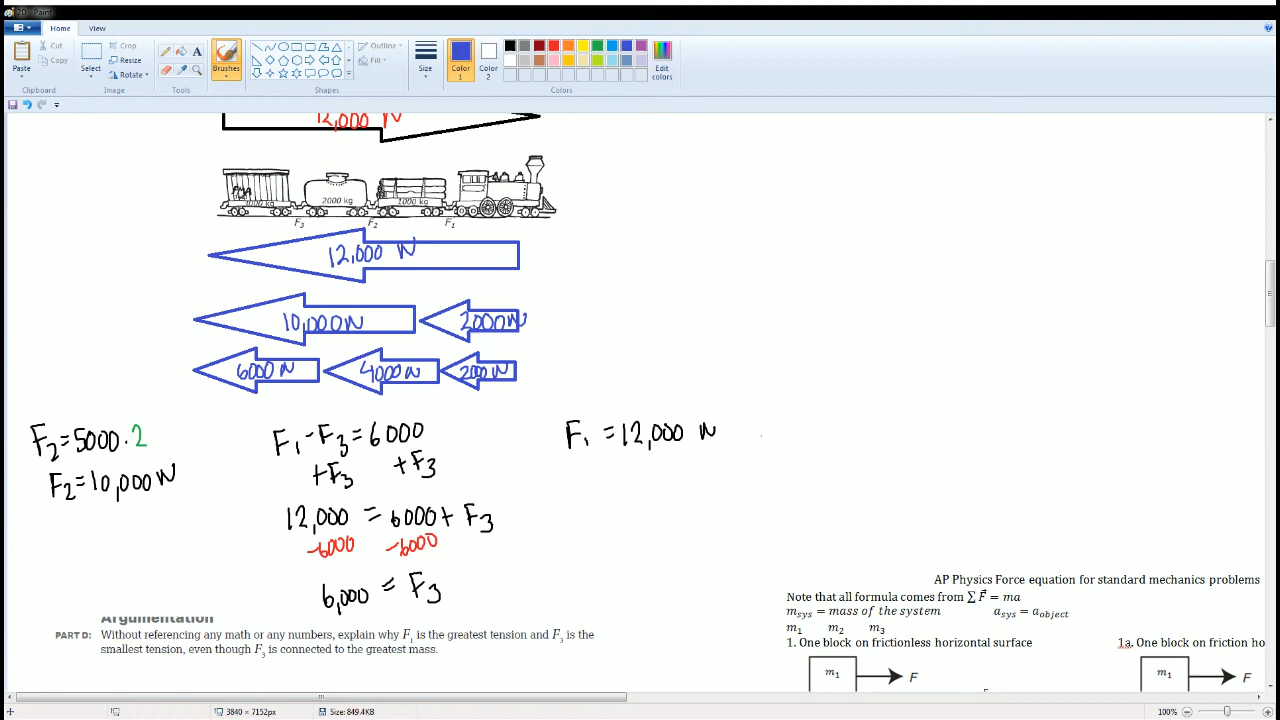 2D - Paint
Home View
Paste
Cut
Copy
Clipboard
Select
Crop
Resize
Rotate
Image
A
Tools
Brushes
Outline
Fill
Shapes
Size
Color 1
Color 2
Edit colors
Colors
12,000 N
2000 kg
1000 kg
F3 F2 F1
12,000 N
10,000 N 2000 N
6000 N 4000 N 2000 N
F2 = 5000 · 2
F2 = 10,000 N
F1 - F3 = 6000
+F3 +F3
12,000 = 6000 + F3
-6000 -6000
6,000 = F3
F1 = 12,000 N
Argumentation
PART D: Without referencing any math or any numbers, explain why F1 is the greatest tension and F3 is the
smallest tension, even though F3 is connected to the greatest mass.
AP Physics Force equation for standard mechanics problems
Note that all formula comes from ∑F⃗ = ma
m_sys = mass of the system a_sys = a_object
m1 m2 m3
1. One block on frictionless horizontal surface 1a. One block on friction ho
m1 F m1 F
3840 × 7152px Size: 849.4KB 100%